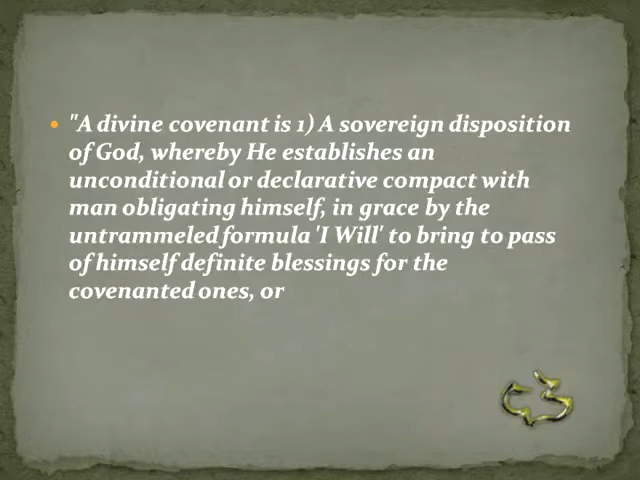 "A divine covenant is 1) A sovereign disposition
of God, whereby He establishes an
unconditional or declarative compact with
man obligating himself, in grace by the
untrammeled formula 'I Will' to bring to pass
of himself definite blessings for the
covenanted ones, or